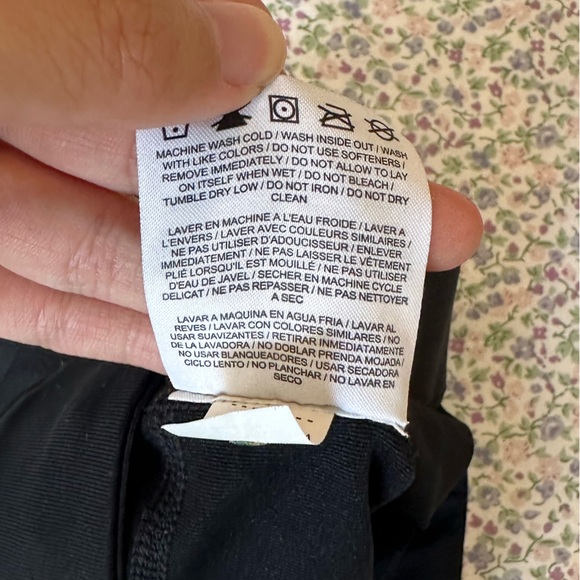 MACHINE WASH COLD / WASH INSIDE OUT / WASH
WITH LIKE COLORS / DO NOT USE SOFTENERS /
REMOVE IMMEDIATELY / DO NOT ALLOW TO LAY
ON ITSELF WHEN WET / DO NOT BLEACH /
TUMBLE DRY LOW / DO NOT IRON / DO NOT DRY
CLEAN
LAVER EN MACHINE A L'EAU FROIDE / LAVER A
L'ENVERS / LAVER AVEC COULEURS SIMILAIRES /
NE PAS UTILISER D'ADOUCISSEUR / ENLEVER
IMMEDIATEMENT / NE PAS LAISSER LE VÊTEMENT
PLIÉ LORSQU'IL EST MOUILLÉ / NE PAS UTILISER
D'EAU DE JAVEL / SECHER EN MACHINE CYCLE
DELICAT / NE PAS REPASSER / NE PAS NETTOYER
A SEC
LAVAR A MAQUINA EN AGUA FRIA / LAVAR AL
REVES / LAVAR CON COLORES SIMILARES / NO
USAR SUAVIZANTES / RETIRAR INMEDIATAMENTE
DE LA LAVADORA / NO DOBLAR PRENDA MOJADA /
NO USAR BLANQUEADORES / USAR SECADORA
CICLO LENTO / NO PLANCHAR / NO LAVAR EN
SECO